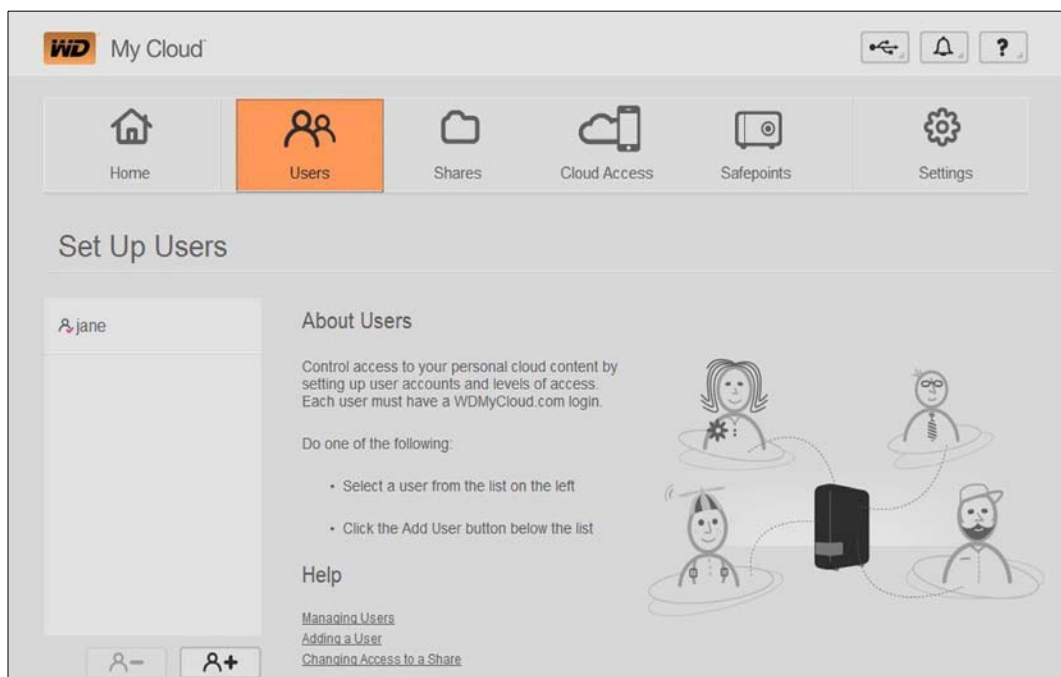 WD My Cloud
?
Home
Users
Shares
Cloud Access
Safepoints
Settings
Set Up Users
jane
About Users
Control access to your personal cloud content by
setting up user accounts and levels of access.
Each user must have a WDMyCloud.com login.
Do one of the following:
• Select a user from the list on the left
• Click the Add User button below the list
Help
Managing Users
Adding a User
Changing Access to a Share